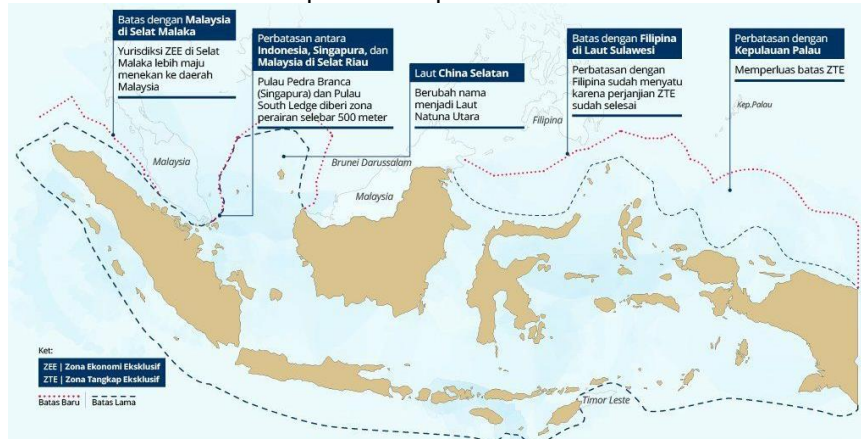 Batas dengan Malaysia
di Selat Malaka
Yurisdiksi ZEE di Selat
Malaka lebih maju
menekan ke daerah
Malaysia
Perbatasan antara
Indonesia, Singapura, dan
Malaysia di Selat Riau
Pulau Pedra Branca
(Singapura) dan Pulau
South Ledge diberi zona
perairan selebar 500 meter
Laut China Selatan
Berubah nama
menjadi Laut
Natuna Utara
Batas dengan Filipina
di Laut Sulawesi
Perbatasan dengan
Filipina sudah menyatu
karena perjanjian ZTE
sudah selesai
Perbatasan dengan
Kepulauan Palau
Memperluas batas ZTE
Kep.Palau
Filipina
Malaysia
Brunei Darussalam
Malaysia
Timor Leste
Ket:
ZEE | Zona Ekonomi Eksklusif
ZTE | Zona Tangkap Eksklusif
Batas Baru | Batas Lama